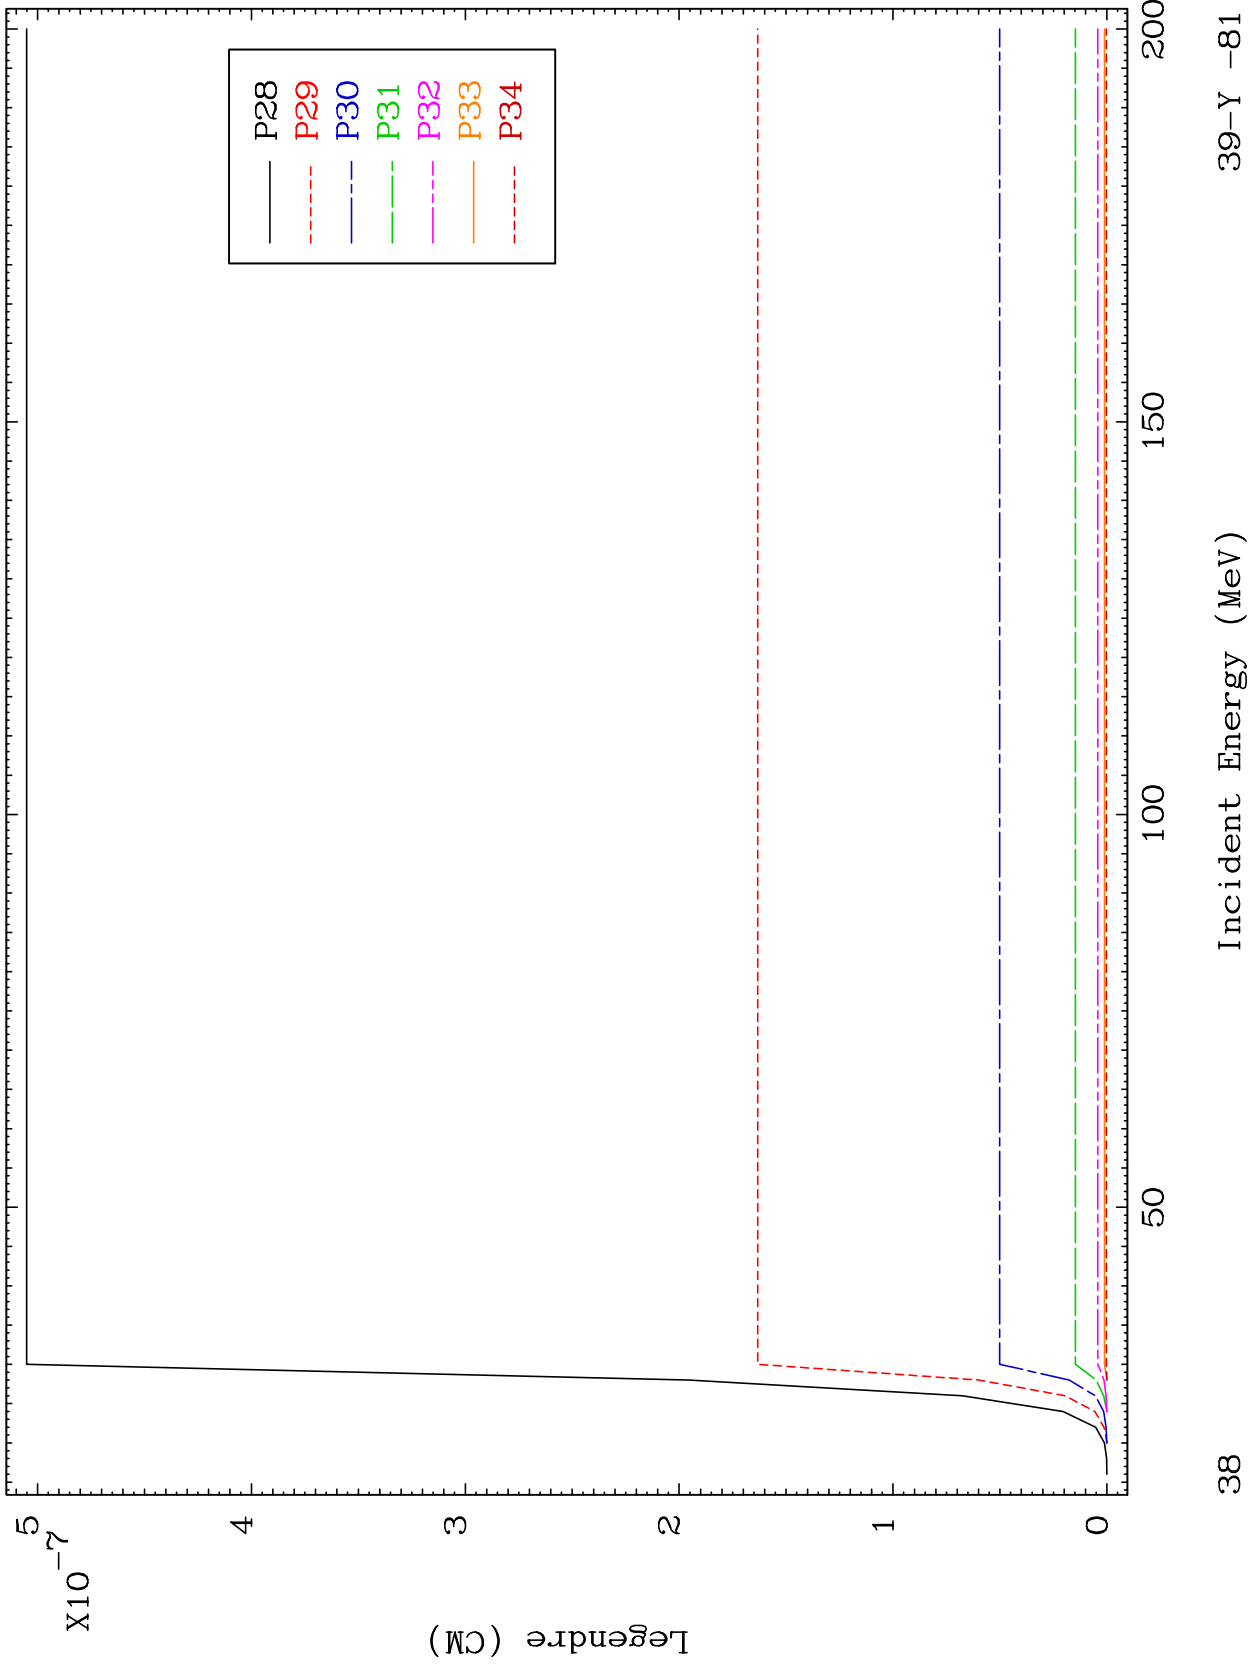 P28
P29
P30
P31
P32
P33
P34
X10-7
5
4
3
2
1
0
Legendre (CM)
50
100
150
200
Incident Energy (MeV)
38
39-Y -81